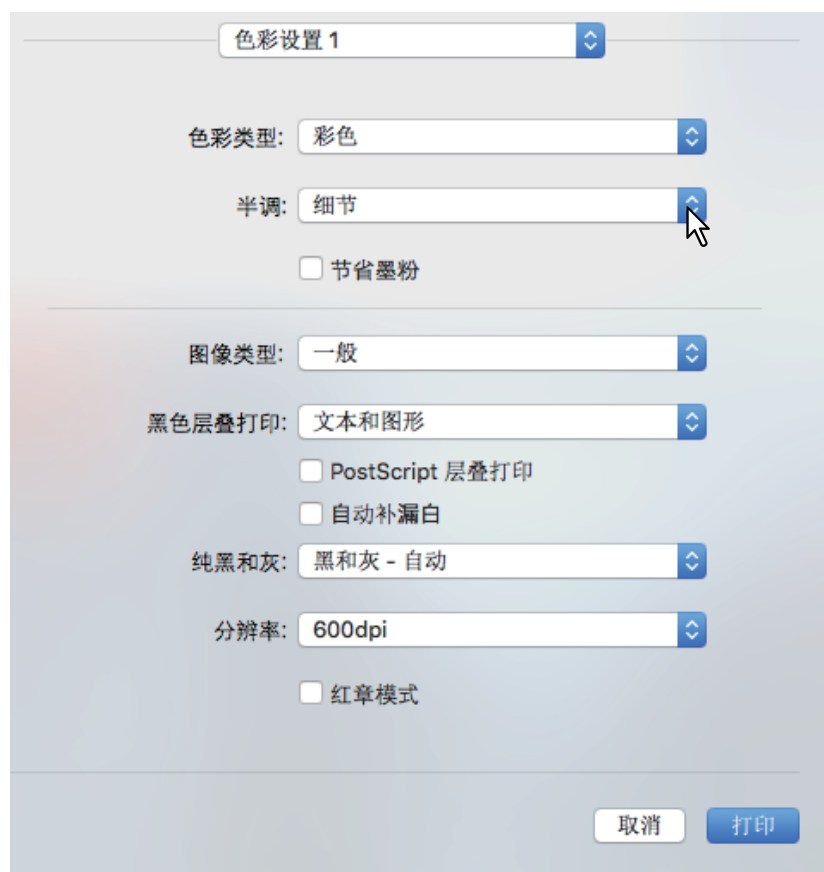 色彩设置 1
色彩类型: 彩色
半调: 细节
节省墨粉
图像类型: 一般
黑色层叠打印: 文本和图形
PostScript 层叠打印
自动补漏白
纯黑和灰: 黑和灰 - 自动
分辨率: 600dpi
红章模式
取消 打印